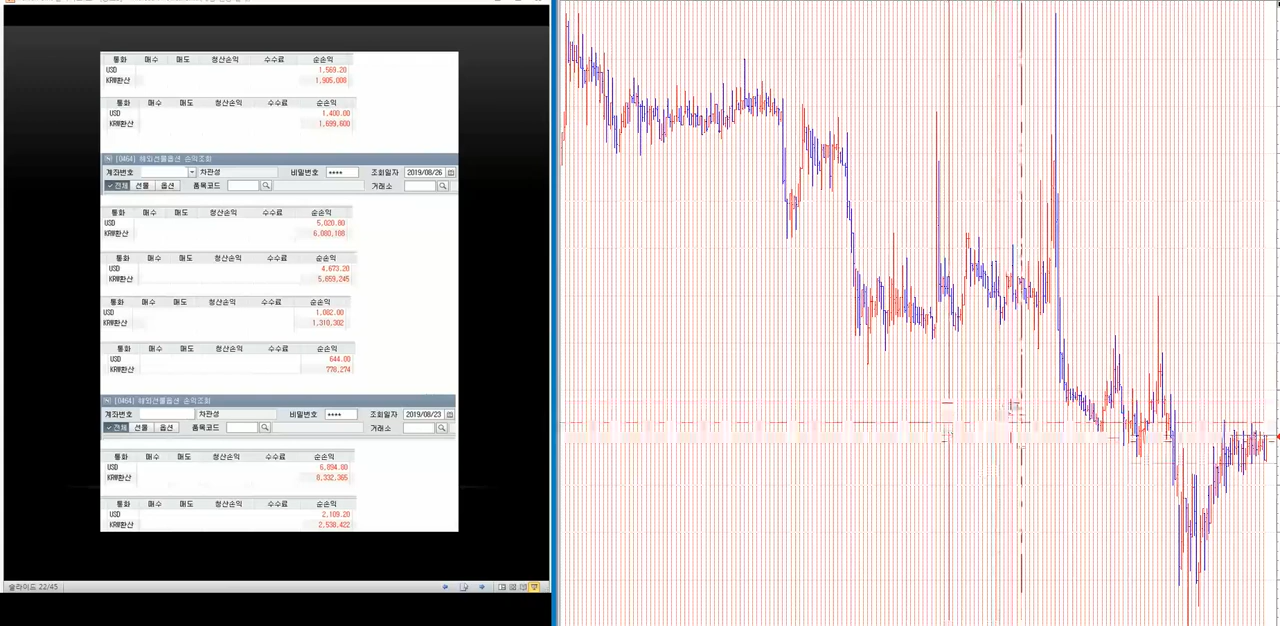 통화 매수 매도 청산손익 수수료 순손익
USD 1,569.20
KRW환산 1,905,008
통화 매수 매도 청산손익 수수료 순손익
USD 1,400.00
KRW환산 1,699,600
[0464] 해외선물옵션 손익조회
계좌번호 차관성 비밀번호 **** 조회일자 2019/08/26
전체 선물 옵션 품목코드 거래소
통화 매수 매도 청산손익 수수료 순손익
USD 5,020.80
KRW환산
통화 매수 매도 청산손익 수수료 순손익
USD 4,673.20
KRW환산 5,659,245
통화 매수 매도 청산손익 수수료 순손익
USD 1,082.00
KRW환산 1,310,302
통화 매수 매도 청산손익 수수료 순손익
USD 644.00
KRW환산 778,274
[0464] 해외선물옵션 손익조회
계좌번호 차관성 비밀번호 **** 조회일자 2019/08/23
전체 선물 옵션 품목코드 거래소
통화 매수 매도 청산손익 수수료 순손익
USD 6,894.80
KRW환산 8,332,365
통화 매수 매도 청산손익 수수료 순손익
USD 2,109.20
KRW환산 2,538,422
슬라이드 22/45